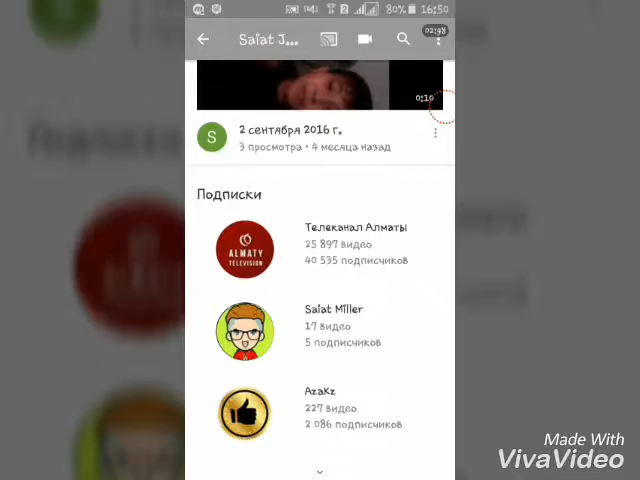 80% 16:50
02:48
Saiat J...
0:10
S
2 сентября 2016 г.
3 просмотра • 4 месяца назад
Подписки
ALMATY
TELEVISION
Телеканал Алматы
25 897 видео
40 535 подписчиков
Saiat Miller
17 видео
5 подписчиков
AzaKz
227 видео
2 086 подписчиков
Made With
VivaVideo